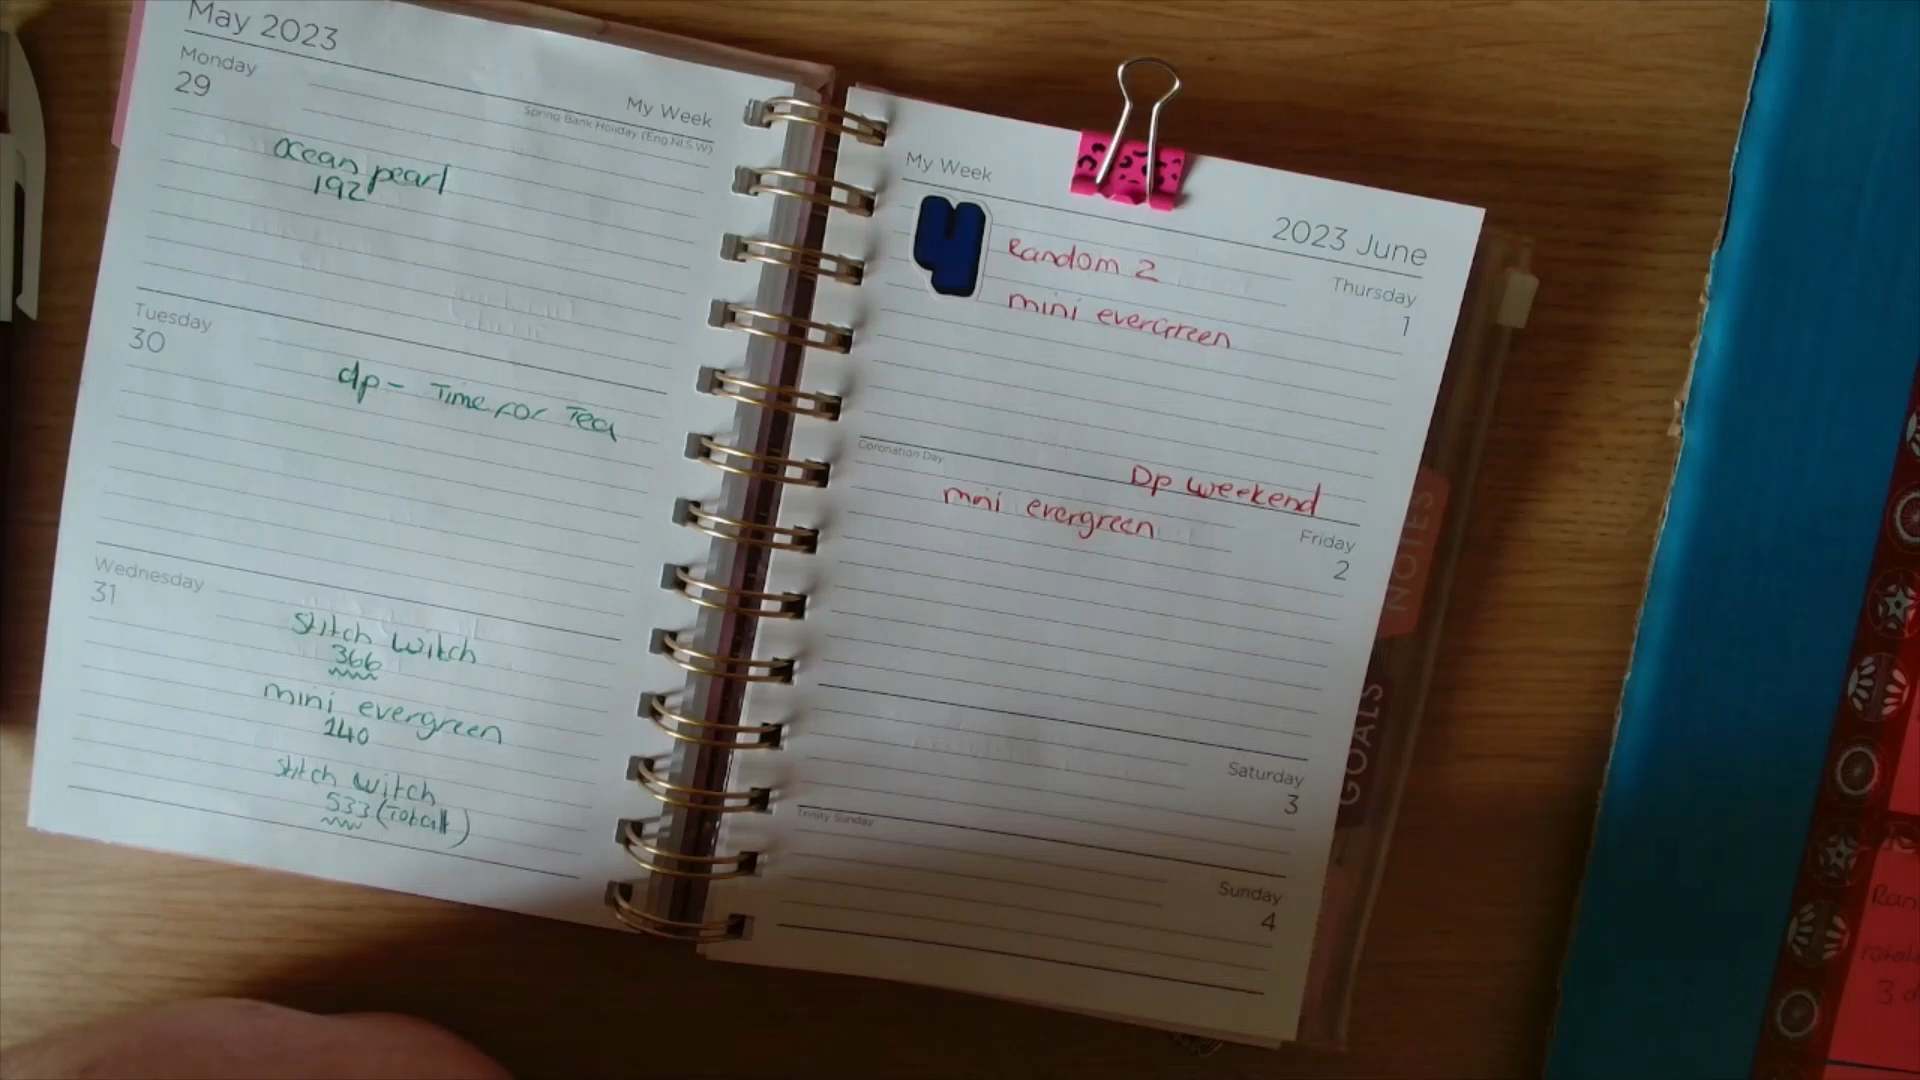 May 2023
Monday
29
My Week
Spring Bank Holiday (Eng,NI,S,W)
ocean pearl
192
Tuesday
30
dp - Time for Tea
Wednesday
31
Stitch Witch
366
mini evergreen
140
stitch witch
533 (Total)
My Week
2023 June
4
Random 2
mini evergreen
Thursday
1
Coronation Day
Dp weekend
mni evergreen
Friday
2
Saturday
3
Trinity Sunday
Sunday
4
NOTES
GOALS
3